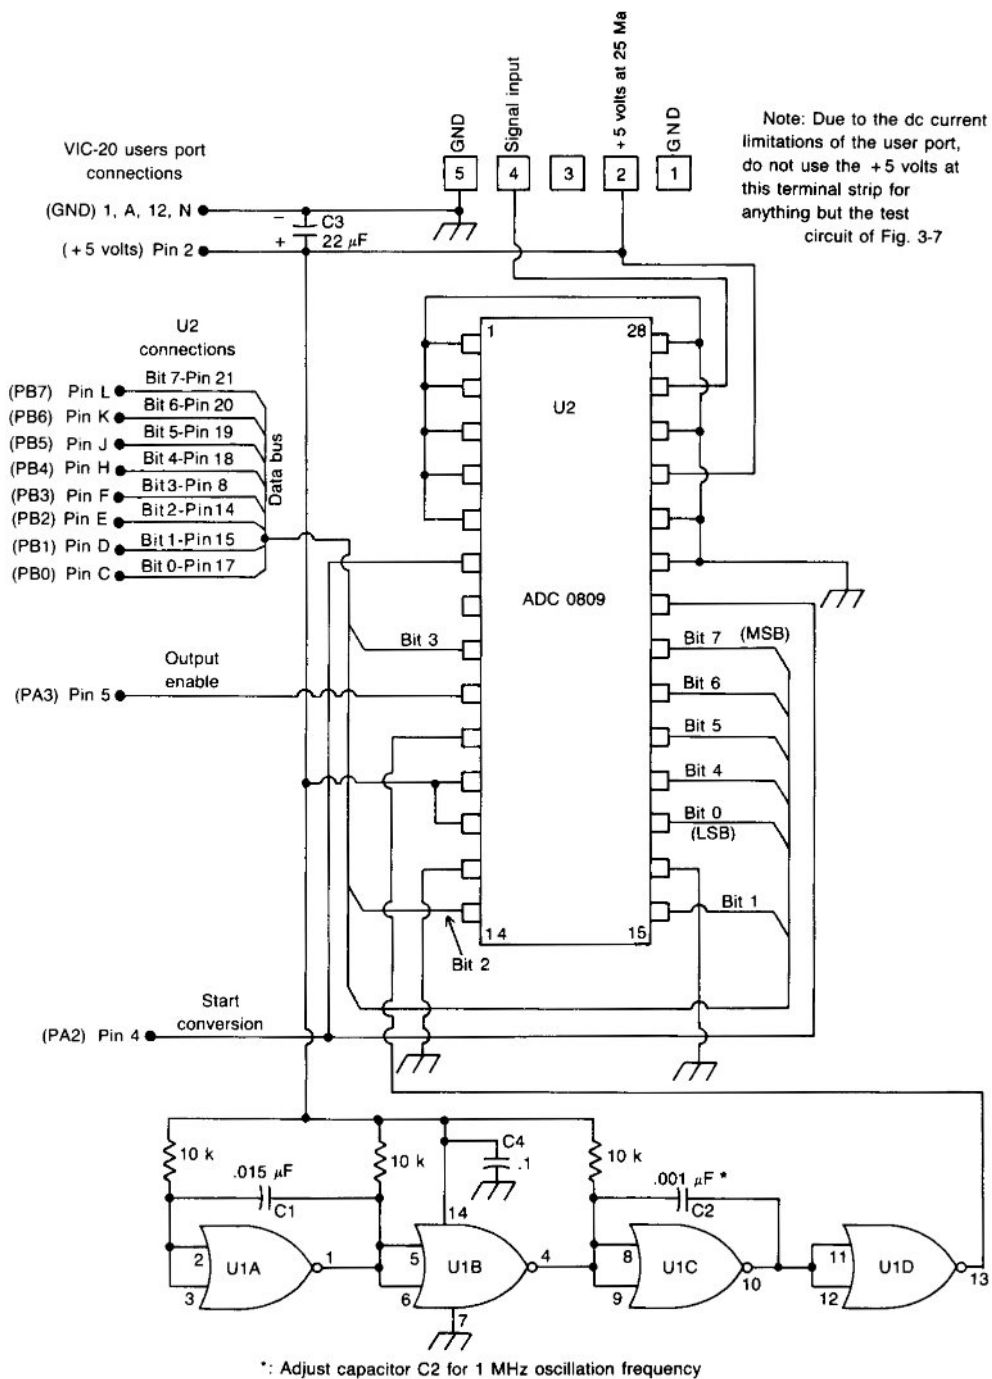 GND
Signal input
+5 volts at 25 Ma
GND
5
4
3
2
1
Note: Due to the dc current
limitations of the user port,
do not use the +5 volts at
this terminal strip for
anything but the test
circuit of Fig. 3-7
VIC-20 users port
connections
(GND) 1, A, 12, N
−
C3
+
22 µF
(+5 volts) Pin 2
U2
connections
(PB7) Pin L
Bit 7-Pin 21
(PB6) Pin K
Bit 6-Pin 20
(PB5) Pin J
Bit 5-Pin 19
(PB4) Pin H
Bit 4-Pin 18
(PB3) Pin F
Bit 3-Pin 8
(PB2) Pin E
Bit 2-Pin 14
(PB1) Pin D
Bit 1-Pin 15
(PB0) Pin C
Bit 0-Pin 17
Data bus
1
28
U2
ADC 0809
14
15
Bit 3
Output
enable
(PA3) Pin 5
Bit 2
Bit 7
(MSB)
Bit 6
Bit 5
Bit 4
Bit 0
(LSB)
Bit 1
Start
conversion
(PA2) Pin 4
10 k
.015 µF
C1
10 k
C4
.1
14
10 k
.001 µF *
C2
2
3
U1A
1
5
6
U1B
4
7
8
9
U1C
10
11
12
U1D
13
*: Adjust capacitor C2 for 1 MHz oscillation frequency